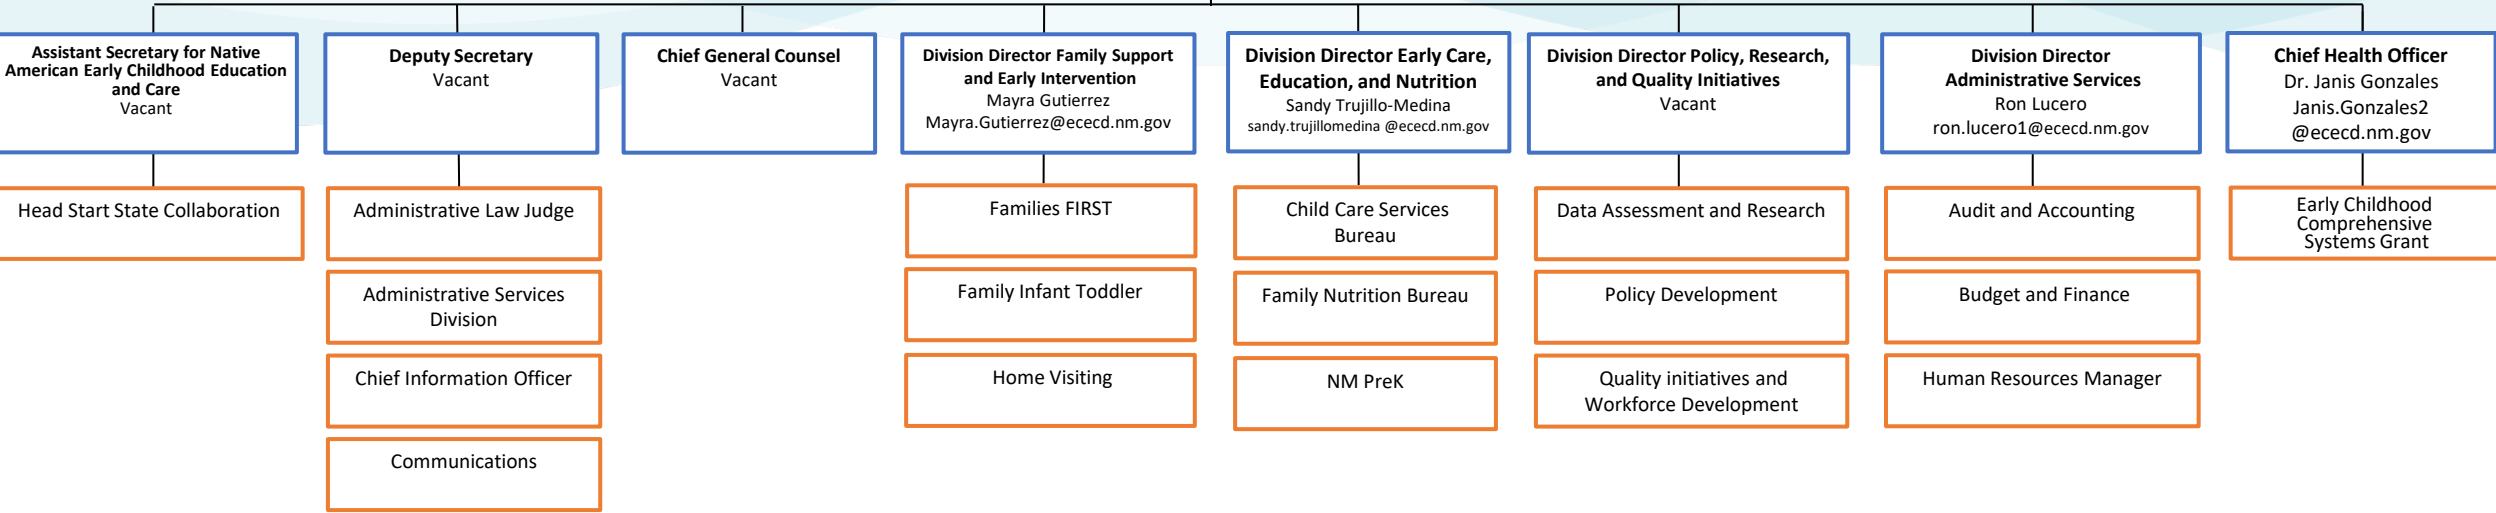 Assistant Secretary for Native
American Early Childhood Education
and Care
Vacant
Deputy Secretary
Vacant
Chief General Counsel
Vacant
Division Director Family Support
and Early Intervention
Mayra Gutierrez
Mayra.Gutierrez@ececd.nm.gov
Division Director Early Care,
Education, and Nutrition
Sandy Trujillo-Medina
sandy.trujillomedina @ececd.nm.gov
Division Director Policy, Research,
and Quality Initiatives
Vacant
Division Director
Administrative Services
Ron Lucero
ron.lucero1@ececd.nm.gov
Chief Health Officer
Dr. Janis Gonzales
Janis.Gonzales2
@ececd.nm.gov
Head Start State Collaboration
Administrative Law Judge
Administrative Services
Division
Chief Information Officer
Communications
Families FIRST
Family Infant Toddler
Home Visiting
Child Care Services
Bureau
Family Nutrition Bureau
NM PreK
Data Assessment and Research
Policy Development
Quality initiatives and
Workforce Development
Audit and Accounting
Budget and Finance
Human Resources Manager
Early Childhood
Comprehensive
Systems Grant